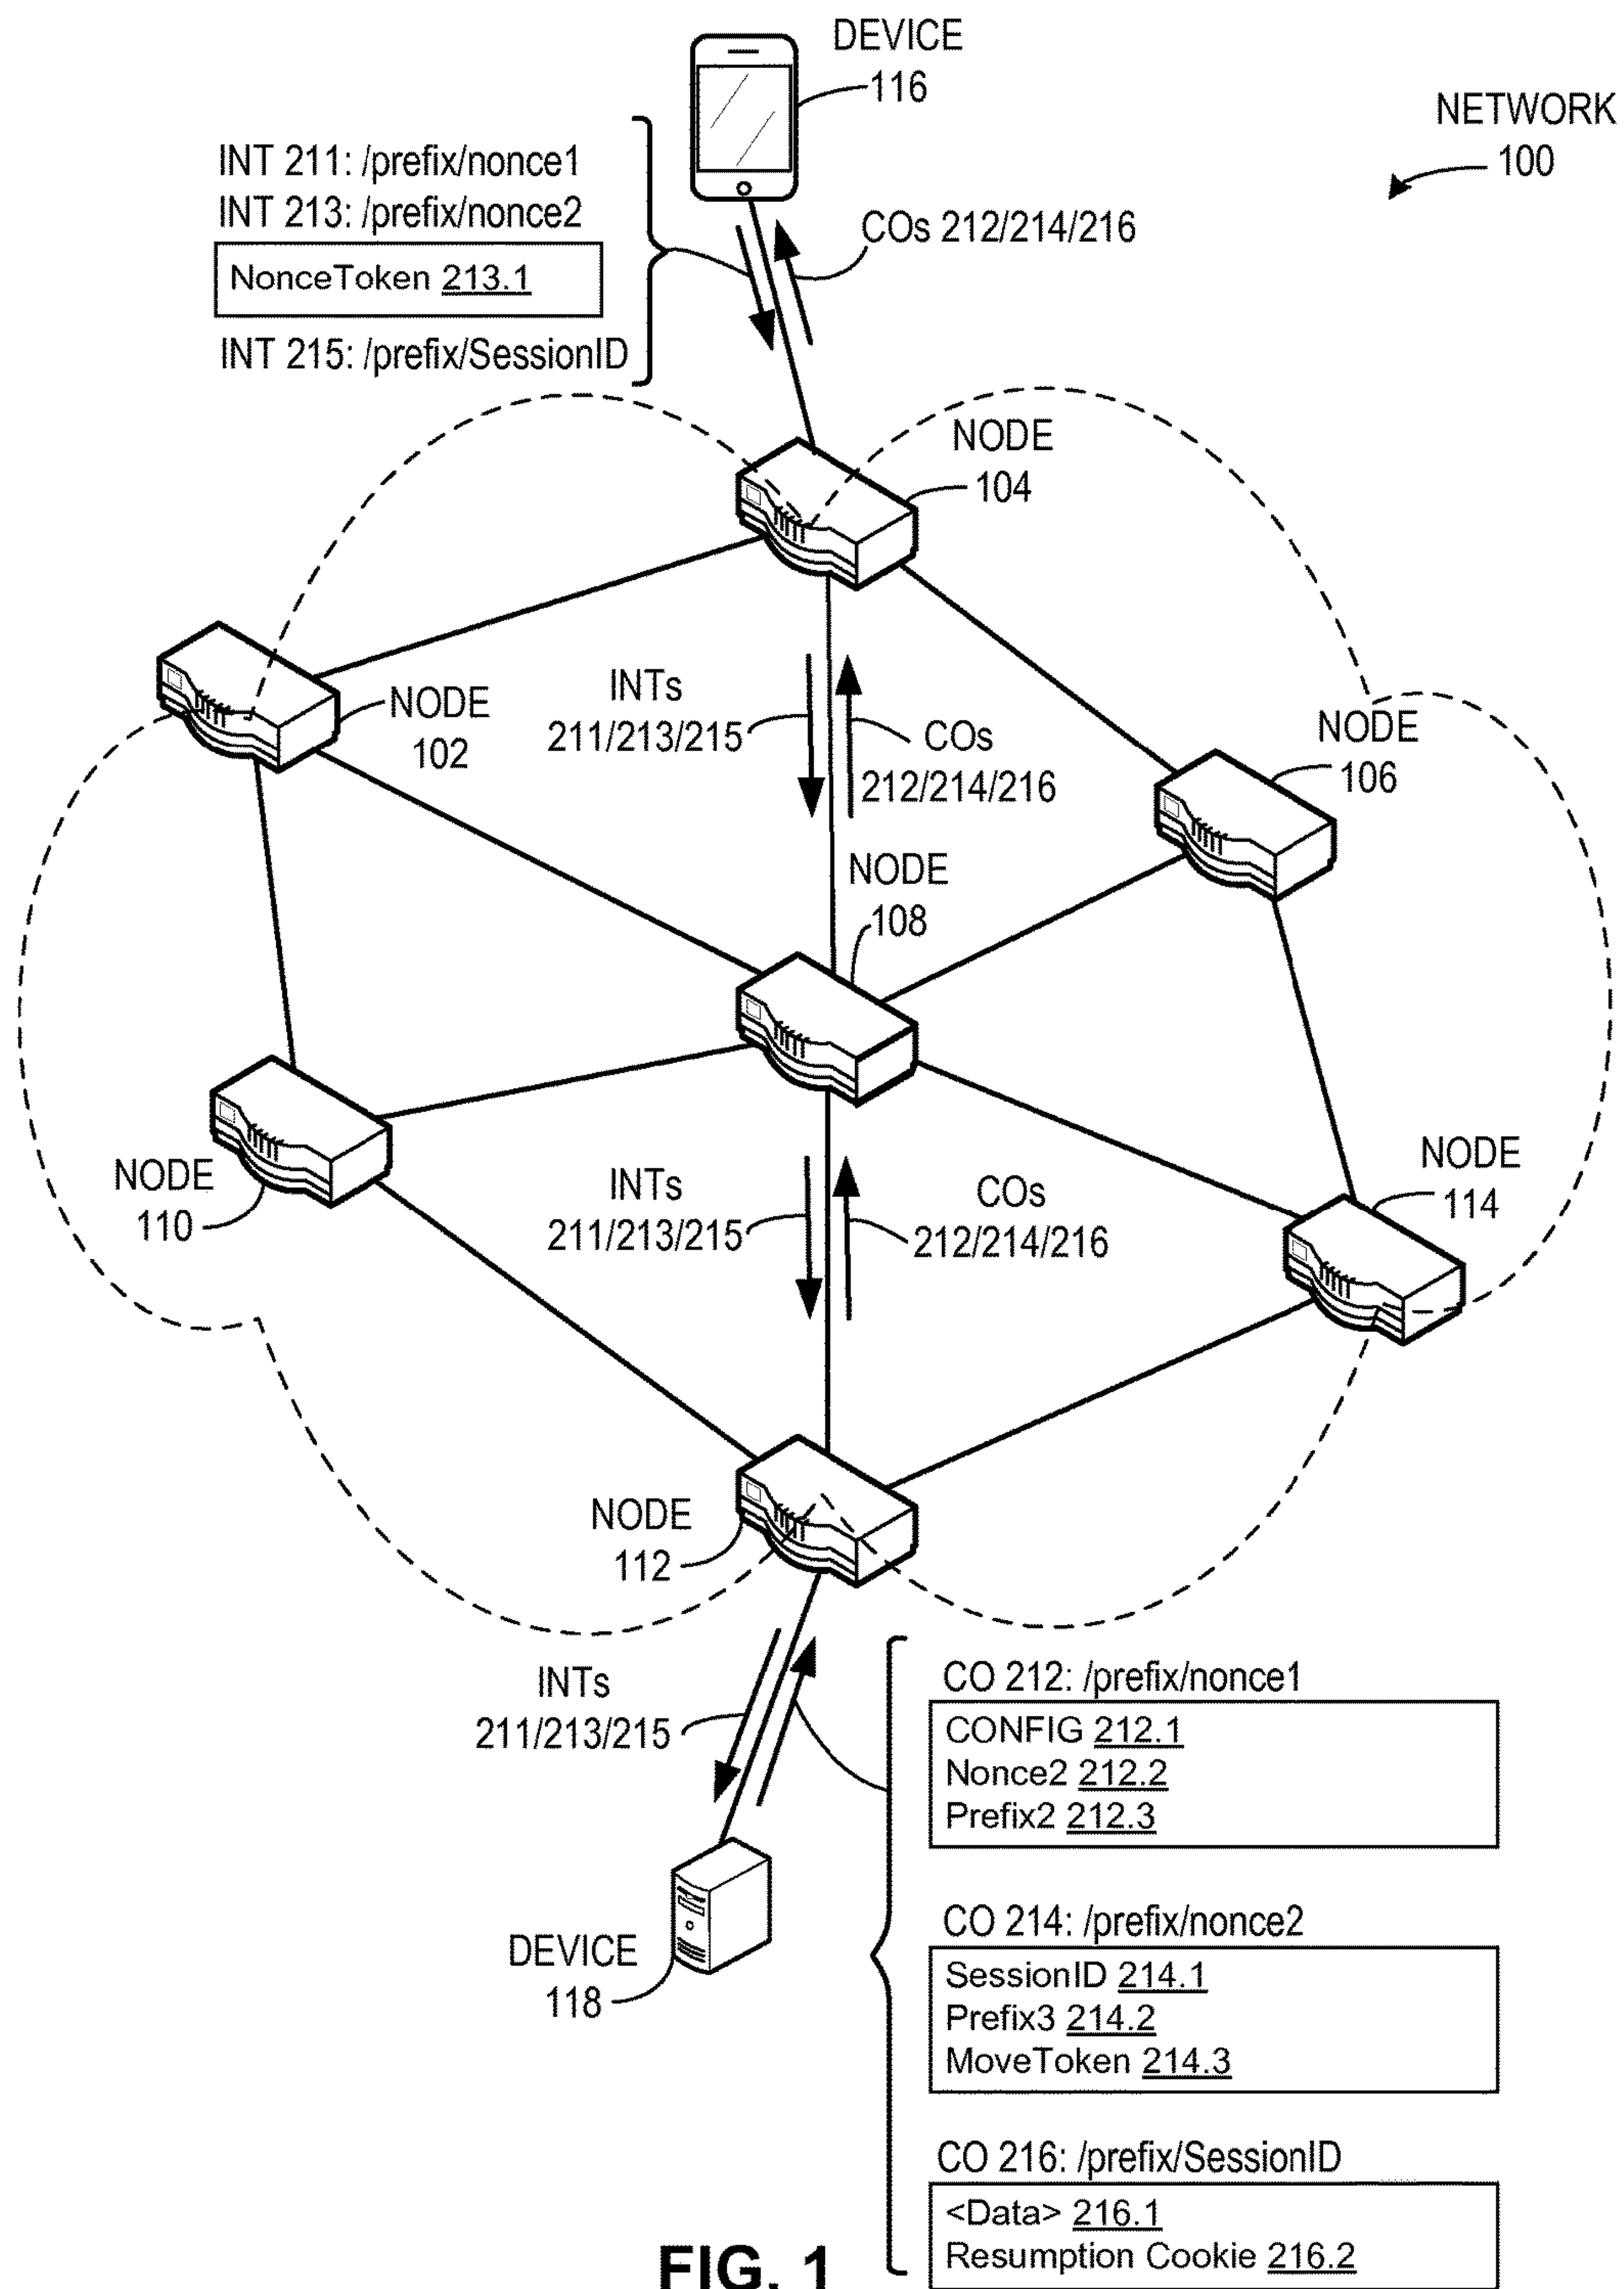 DEVICE
116
NETWORK
100
INT 211: /prefix/nonce1
INT 213: /prefix/nonce2
NonceToken 213.1
INT 215: /prefix/SessionID
COs 212/214/216
NODE
104
NODE
102
INTs
211/213/215
COs
212/214/216
NODE
106
NODE
108
NODE
110
INTs
211/213/215
COs
212/214/216
NODE
114
NODE
112
INTs
211/213/215
DEVICE
118
CO 212: /prefix/nonce1
CONFIG 212.1
Nonce2 212.2
Prefix2 212.3
CO 214: /prefix/nonce2
SessionID 214.1
Prefix3 214.2
MoveToken 214.3
CO 216: /prefix/SessionID
<Data> 216.1
Resumption Cookie 216.2
FIG. 1